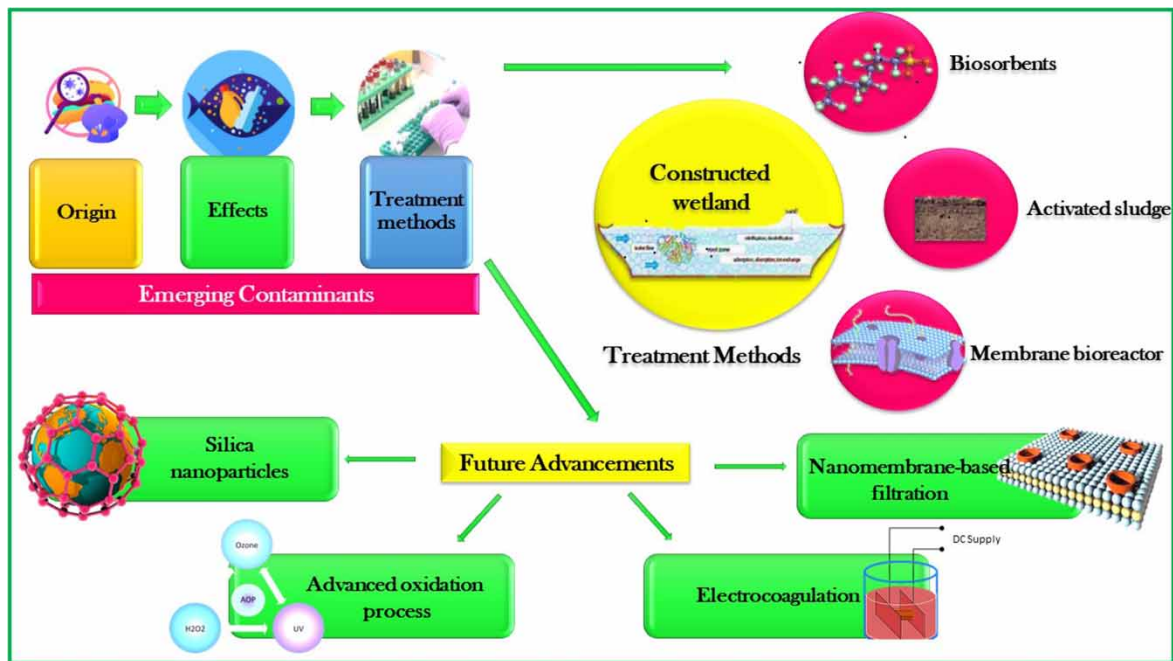 Origin
Effects
Treatment
methods
Emerging Contaminants
Biosorbents
Constructed
wetland
Activated sludge
Treatment Methods
Membrane bioreactor
Silica
nanoparticles
Future Advancements
Nanomembrane-based
filtration
Ozone
AOP
H2O2
UV
Advanced oxidation
process
Electrocoagulation
DC Supply